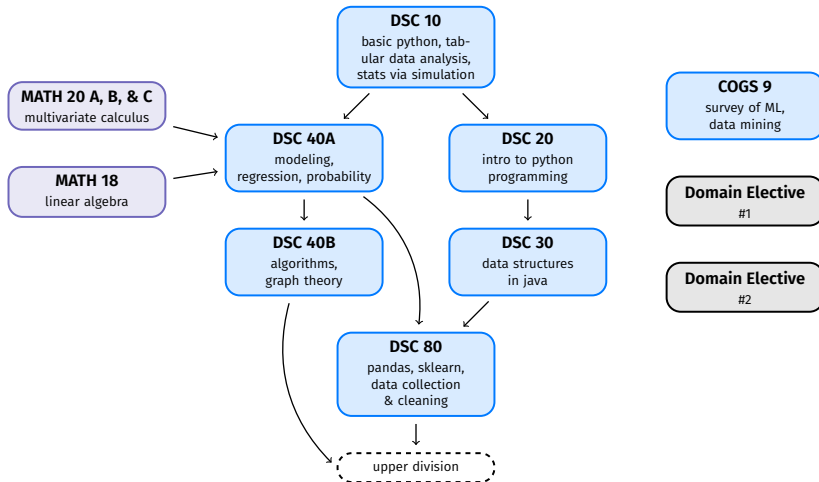 DSC 10
basic python, tab-
ular data analysis,
stats via simulation
MATH 20 A, B, & C
multivariate calculus
COGS 9
survey of ML,
data mining
DSC 40A
modeling,
regression, probability
DSC 20
intro to python
programming
MATH 18
linear algebra
Domain Elective
#1
DSC 40B
algorithms,
graph theory
DSC 30
data structures
in java
Domain Elective
#2
DSC 80
pandas, sklearn,
data collection
& cleaning
upper division